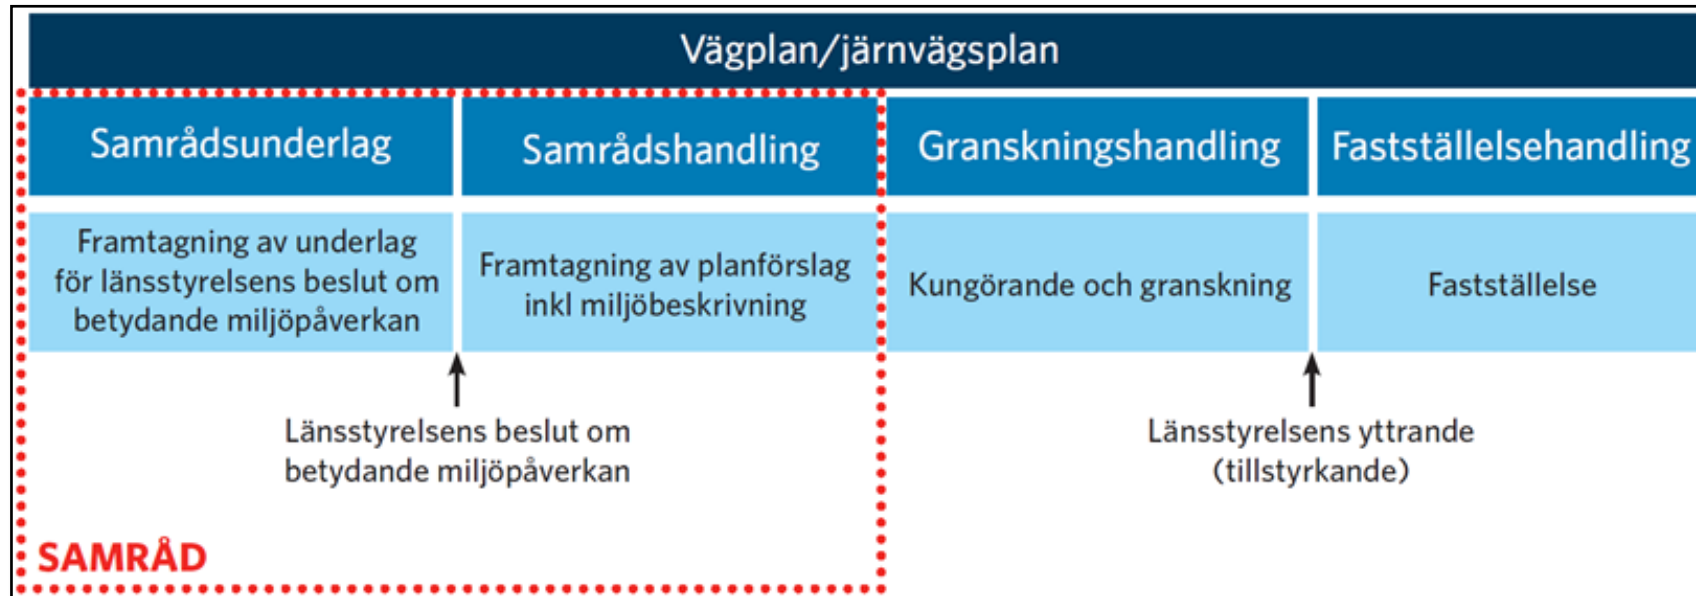 Vägplan/järnvägsplan
Samrådsunderlag
Samrådshandling
Granskningshandling
Fastställelsehandling
Framtagning av underlag
för länsstyrelsens beslut om
betydande miljöpåverkan
Framtagning av planförslag
inkl miljöbeskrivning
Kungörande och granskning
Fastställelse
Länsstyrelsens beslut om
betydande miljöpåverkan
Länsstyrelsens yttrande
(tillstyrkande)
SAMRÅD